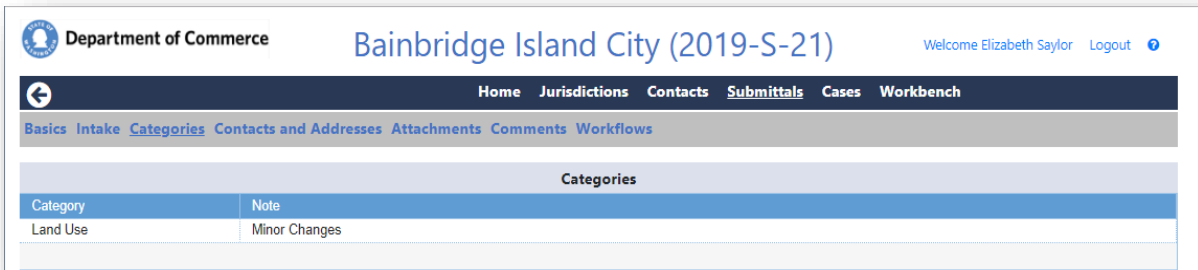 Department of Commerce
Bainbridge Island City (2019-S-21)
Welcome Elizabeth Saylor Logout ?
Home Jurisdictions Contacts Submittals Cases Workbench
Basics Intake Categories Contacts and Addresses Attachments Comments Workflows
Categories
Category Note
Land Use Minor Changes